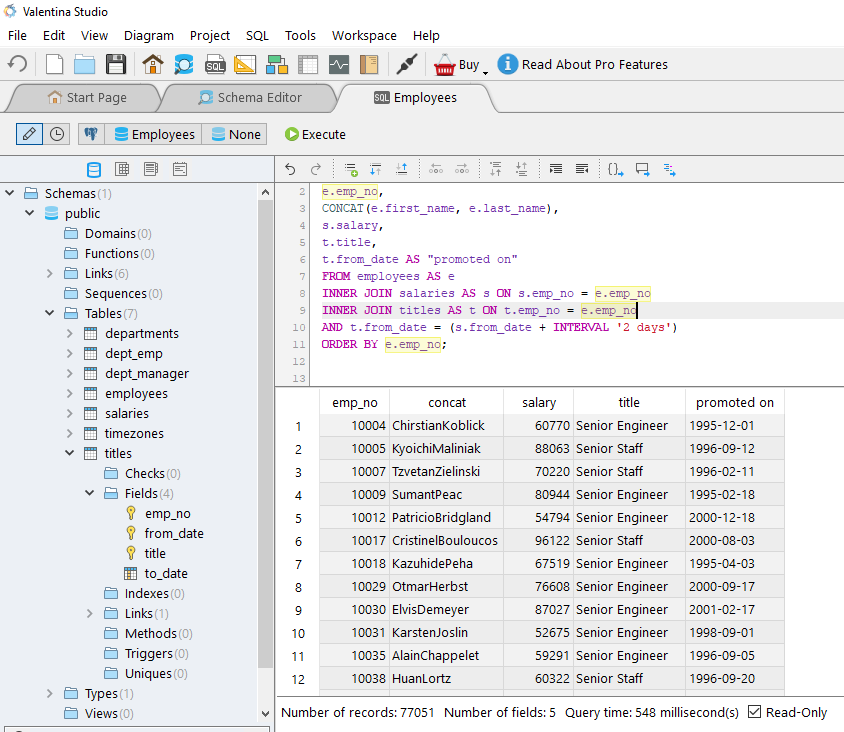 Valentina Studio
File Edit View Diagram Project SQL Tools Workspace Help
SQL Buy Read About Pro Features
Start Page Schema Editor SQL Employees
Employees None Execute
Schemas(1)
public
Domains(0)
Functions(0)
Links(6)
Sequences(0)
Tables(7)
departments
dept_emp
dept_manager
employees
salaries
timezones
titles
Checks(0)
Fields(4)
emp_no
from_date
title
to_date
Indexes(0)
Links(1)
Methods(0)
Triggers(0)
Uniques(0)
Types(1)
Views(0)
2 e.emp_no,
3 CONCAT(e.first_name, e.last_name),
4 s.salary,
5 t.title,
6 t.from_date AS "promoted on"
7 FROM employees AS e
8 INNER JOIN salaries AS s ON s.emp_no = e.emp_no
9 INNER JOIN titles AS t ON t.emp_no = e.emp_no
10 AND t.from_date = (s.from_date + INTERVAL '2 days')
11 ORDER BY e.emp_no;
12
13
emp_no concat salary title promoted on
1 10004 ChirstianKoblick 60770 Senior Engineer 1995-12-01
2 10005 KyoichiMaliniak 88063 Senior Staff 1996-09-12
3 10007 TzvetanZielinski 70220 Senior Staff 1996-02-11
4 10009 SumantPeac 80944 Senior Engineer 1995-02-18
5 10012 PatricioBridgland 54794 Senior Engineer 2000-12-18
6 10017 CristinelBouloucos 96122 Senior Staff 2000-08-03
7 10018 KazuhidePeha 67519 Senior Engineer 1995-04-03
8 10029 OtmarHerbst 76608 Senior Engineer 2000-09-17
9 10030 ElvisDemeyer 87027 Senior Engineer 2001-02-17
10 10031 KarstenJoslin 52675 Senior Engineer 1998-09-01
11 10035 AlainChappelet 59291 Senior Engineer 1996-09-05
12 10038 HuanLortz 60322 Senior Staff 1996-09-20
Number of records: 77051 Number of fields: 5 Query time: 548 millisecond(s) Read-Only